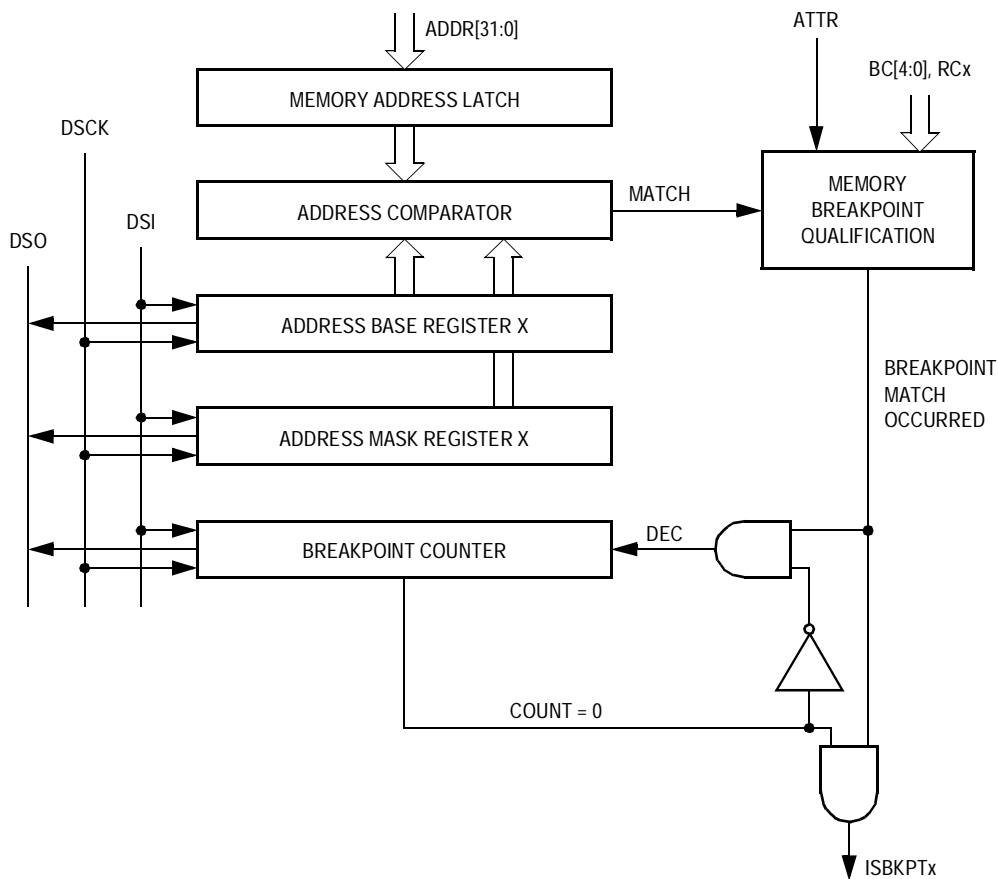 ADDR[31:0]
ATTR
BC[4:0], RCx
MEMORY ADDRESS LATCH
DSCK
MEMORY
BREAKPOINT
QUALIFICATION
MATCH
ADDRESS COMPARATOR
DSI
DSO
ADDRESS BASE REGISTER X
BREAKPOINT
MATCH
OCCURRED
ADDRESS MASK REGISTER X
DEC
BREAKPOINT COUNTER
COUNT = 0
ISBKPTx